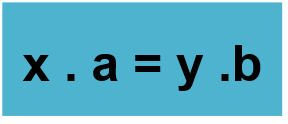 x . a = y .b